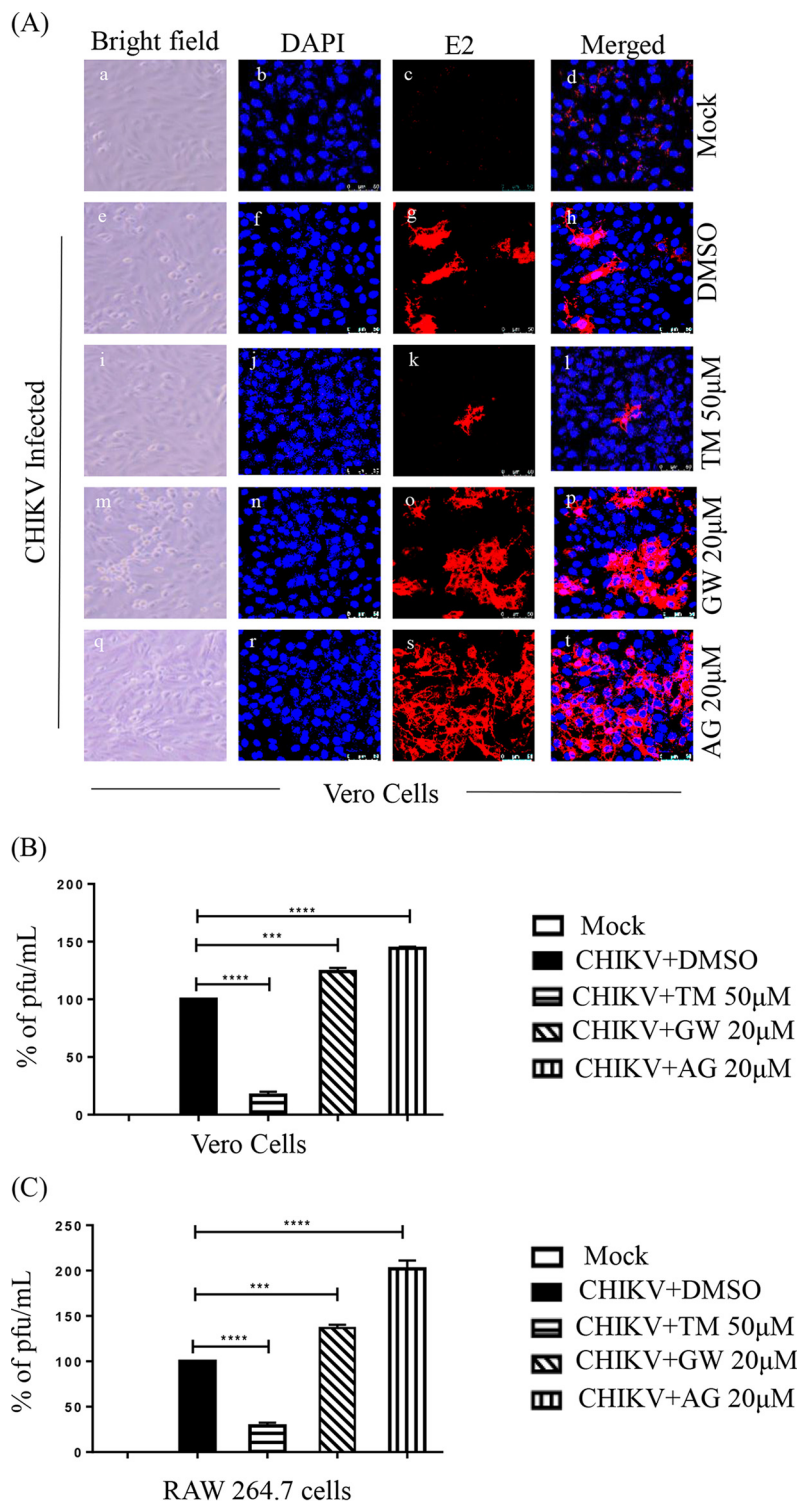 (A)
Bright field DAPI E2 Merged
a b c d Mock
e f g h DMSO
i j k l TM 50μM
m n o p GW 20μM
q r s t AG 20μM
CHIKV Infected
Vero Cells
(B)
% of pfu/mL
200
150
100
50
0
****
***
****
Vero Cells
Mock
CHIKV+DMSO
CHIKV+TM 50μM
CHIKV+GW 20μM
CHIKV+AG 20μM
(C)
% of pfu/mL
250
200
150
100
50
0
****
***
****
RAW 264.7 cells
Mock
CHIKV+DMSO
CHIKV+TM 50μM
CHIKV+GW 20μM
CHIKV+AG 20μM